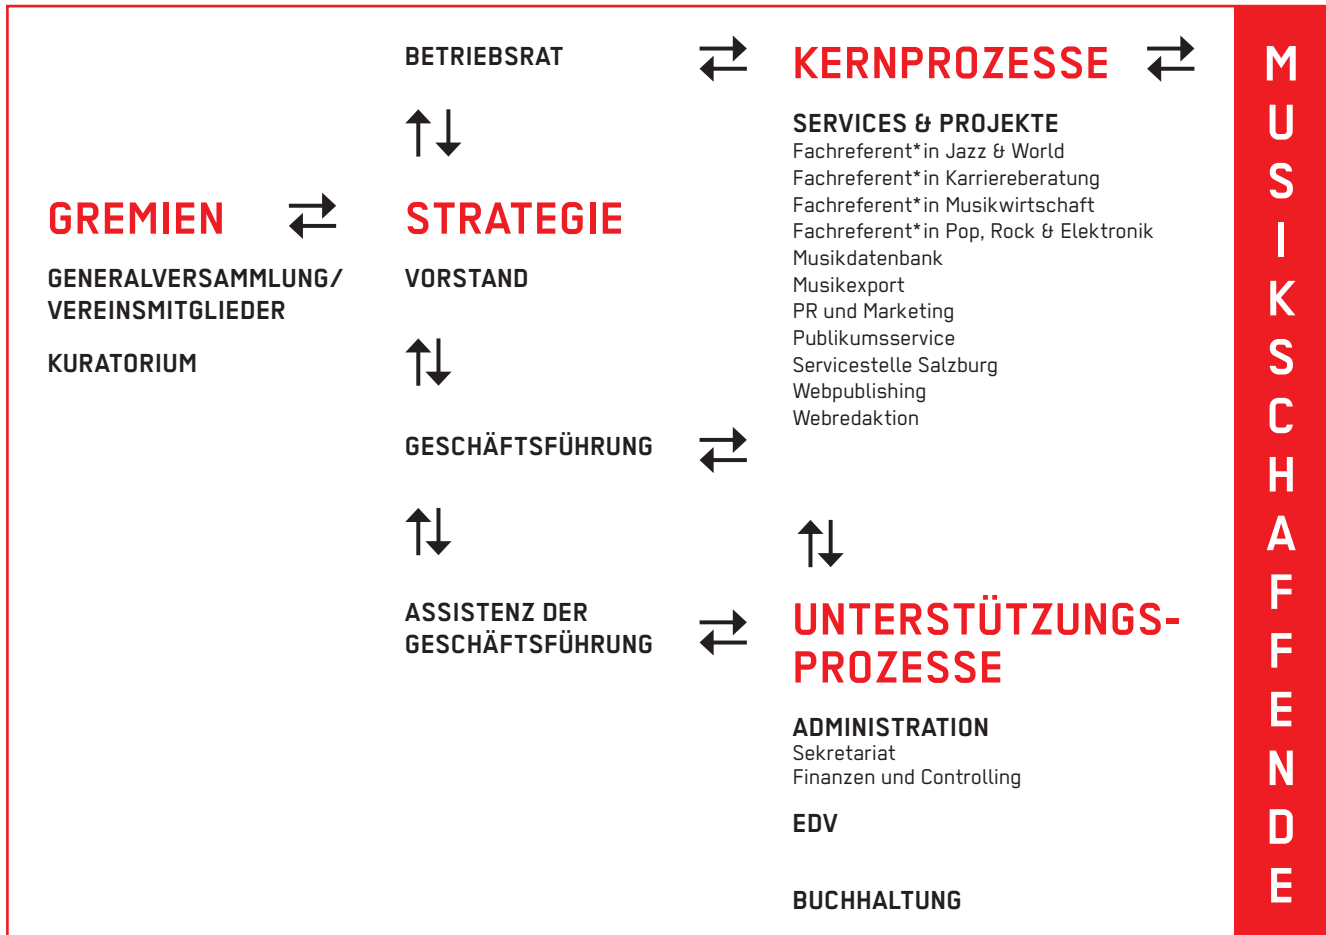 GREMIEN
GENERALVERSAMMLUNG/
VEREINSMITGLIEDER
KURATORIUM
BETRIEBSRAT
STRATEGIE
VORSTAND
GESCHÄFTSFÜHRUNG
ASSISTENZ DER
GESCHÄFTSFÜHRUNG
KERNPROZESSE
SERVICES & PROJEKTE
Fachreferent*in Jazz & World
Fachreferent*in Karriereberatung
Fachreferent*in Musikwirtschaft
Fachreferent*in Pop, Rock & Elektronik
Musikdatenbank
Musikexport
PR und Marketing
Publikumsservice
Servicestelle Salzburg
Webpublishing
Webredaktion
UNTERSTÜTZUNGS-
PROZESSE
ADMINISTRATION
Sekretariat
Finanzen und Controlling
EDV
BUCHHALTUNG
MUSIKSCHAFFENDE